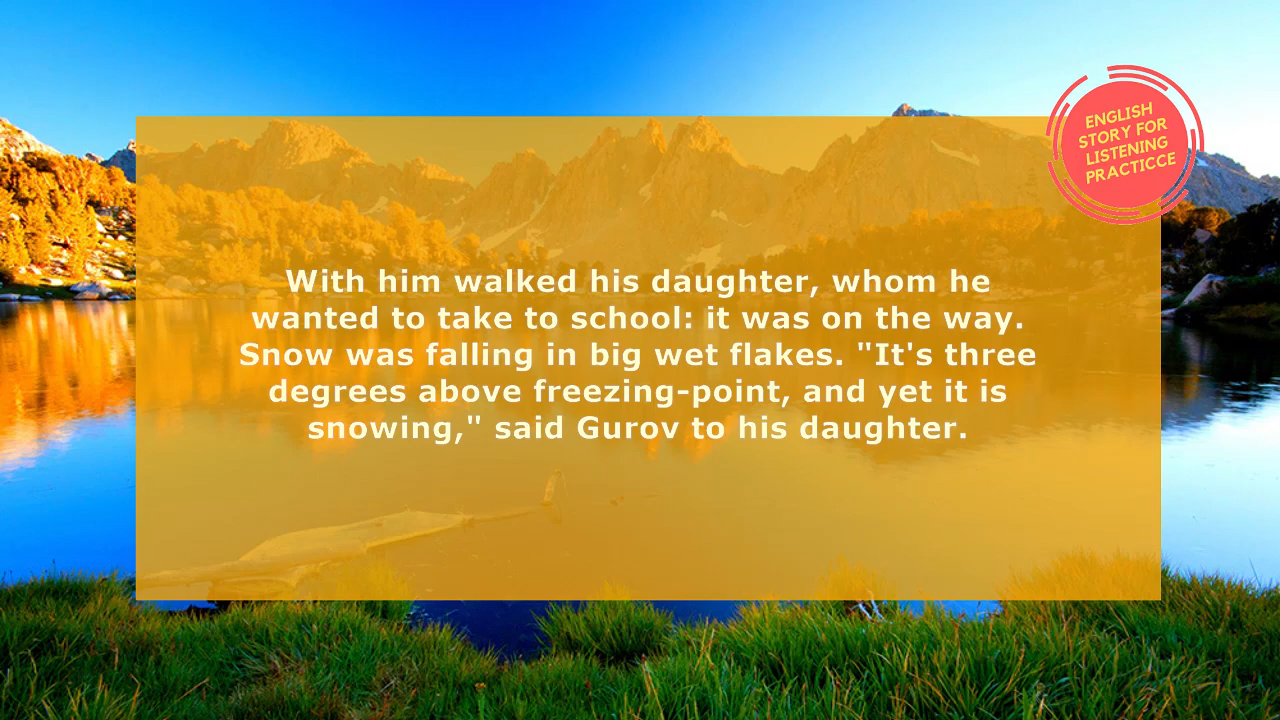 ENGLISH
STORY FOR
LISTENING
PRACTICCE
With him walked his daughter, whom he
wanted to take to school: it was on the way.
Snow was falling in big wet flakes. "It's three
degrees above freezing-point, and yet it is
snowing," said Gurov to his daughter.